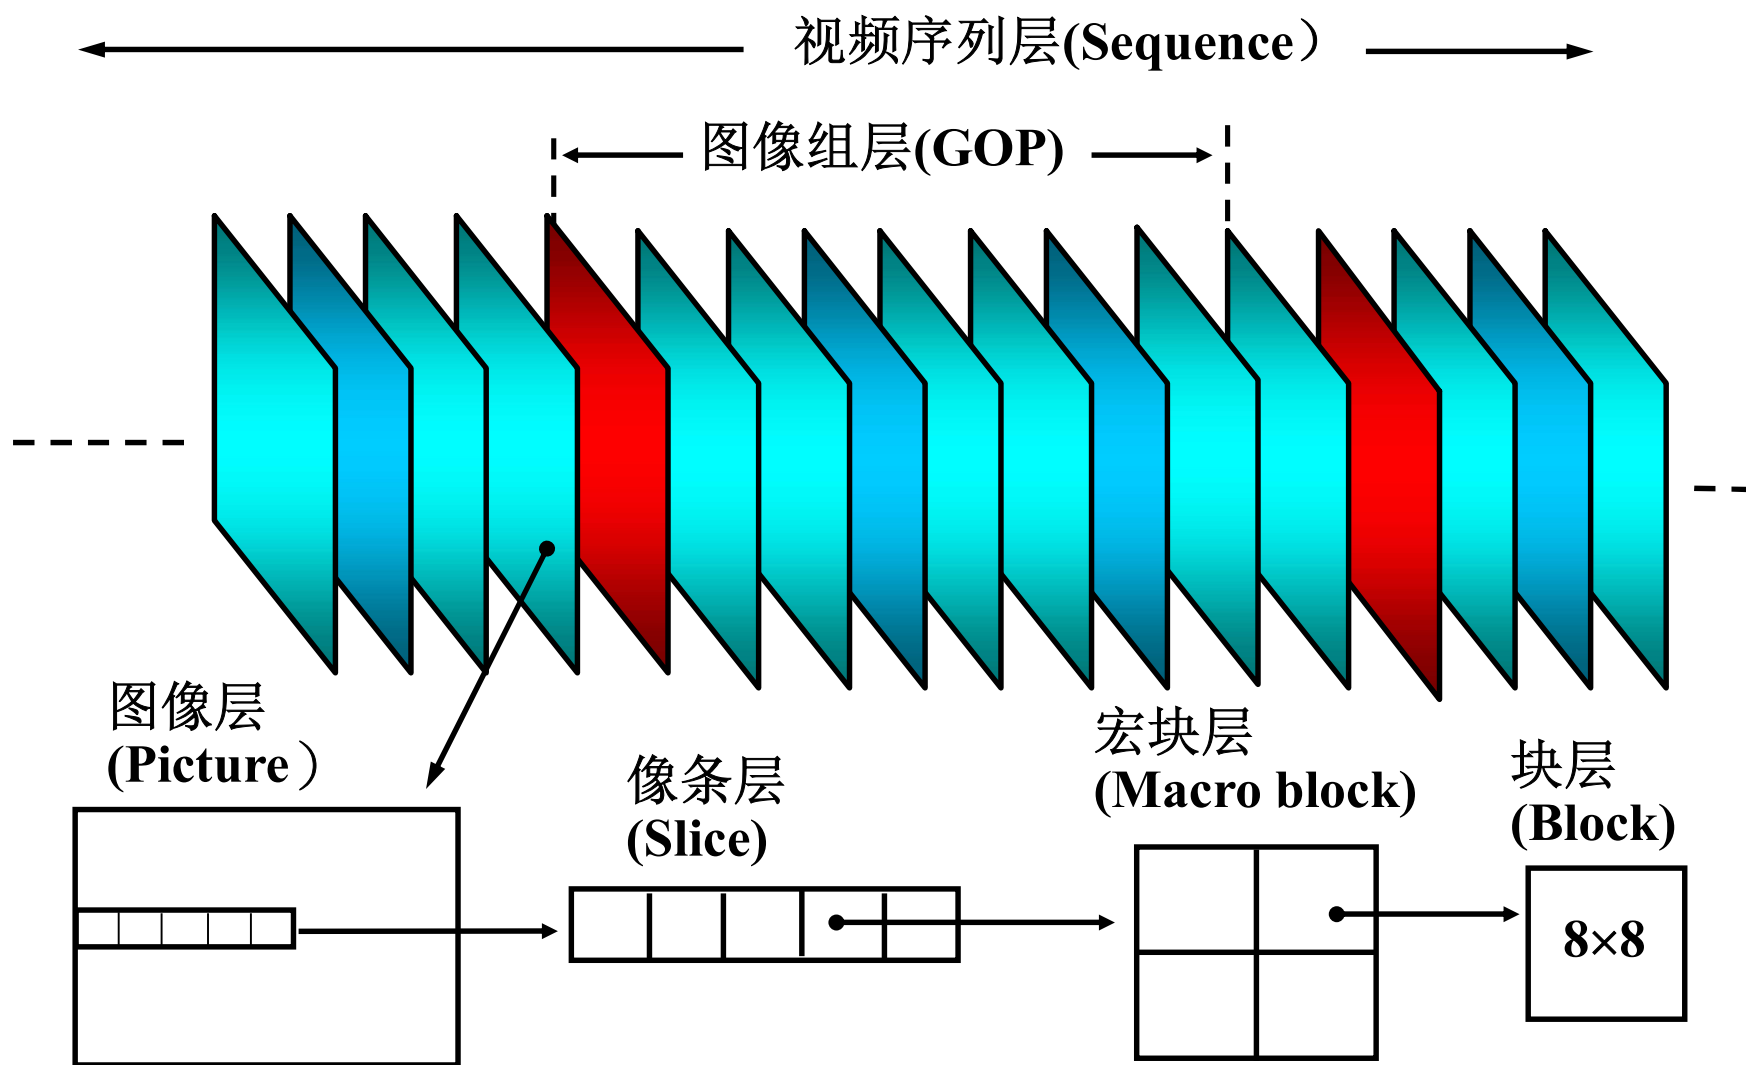 视频序列层(Sequence）
图像组层(GOP)
图像层
(Picture）
像条层
(Slice)
宏块层
(Macro block)
块层
(Block)
8×8